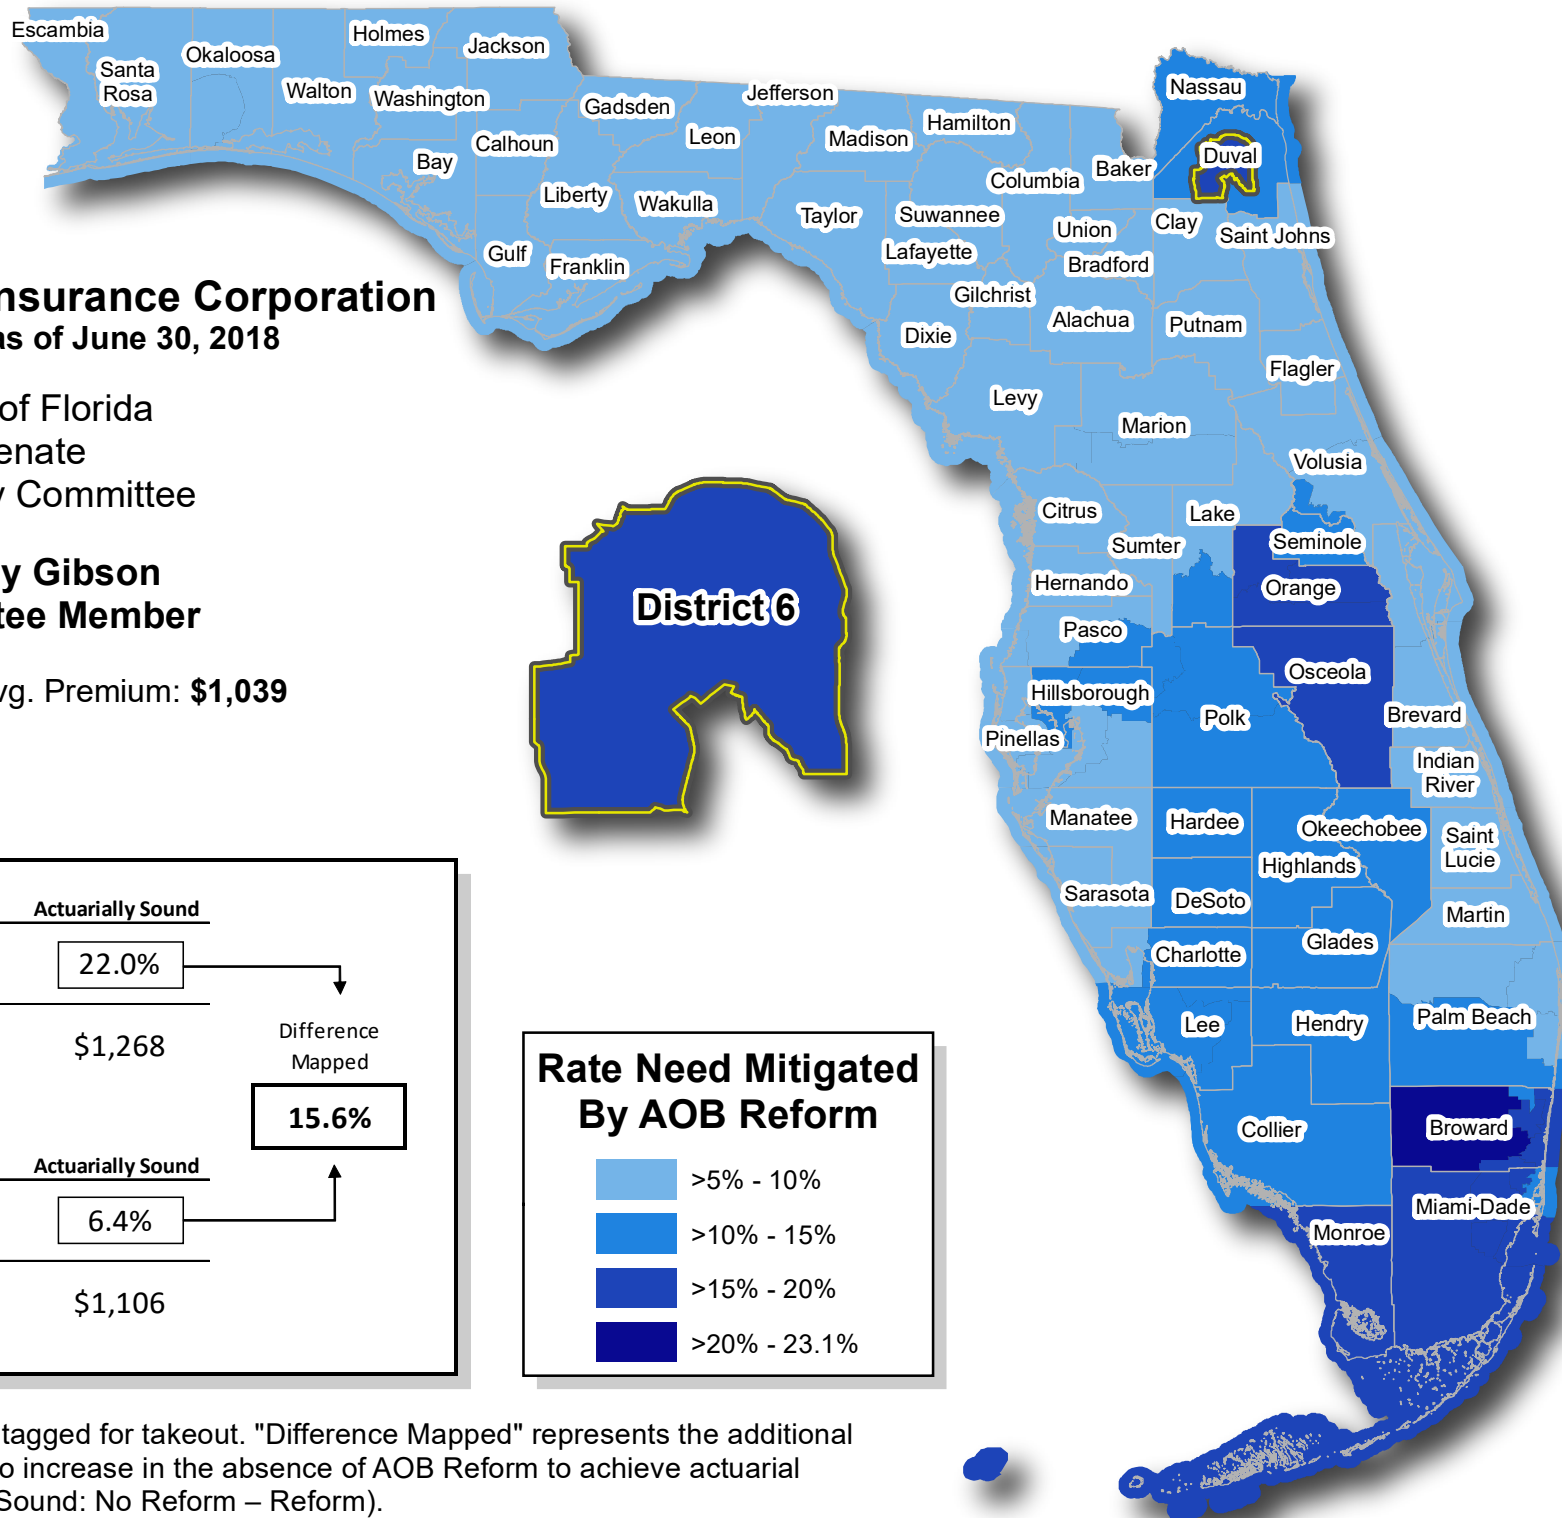 Escambia
Santa
Rosa
Okaloosa
Holmes
Walton
Washington
Jackson
Bay
Calhoun
Gadsden
Liberty
Gulf
Franklin
Leon
Wakulla
Jefferson
Madison
Taylor
Hamilton
Suwannee
Lafayette
Columbia
Baker
Union
Bradford
Gilchrist
Dixie
Alachua
Nassau
Duval
Clay
Saint Johns
Putnam
Flagler
Levy
Marion
Volusia
Citrus
Lake
Sumter
Seminole
Hernando
Orange
Pasco
Osceola
Hillsborough
Polk
Brevard
Pinellas
Indian
River
Manatee
Hardee
Okeechobee
Saint
Lucie
Highlands
Sarasota
DeSoto
Martin
Charlotte
Glades
Lee
Hendry
Palm Beach
Collier
Broward
Miami-Dade
Monroe
nsurance Corporation
as of June 30, 2018
of Florida
enate
y Committee
y Gibson
tee Member
vg. Premium: $1,039
District 6
Actuarially Sound
22.0%
$1,268
Difference
Mapped
15.6%
Actuarially Sound
6.4%
$1,106
Rate Need Mitigated
By AOB Reform
>5% - 10%
>10% - 15%
>15% - 20%
>20% - 23.1%
tagged for takeout. "Difference Mapped" represents the additional
o increase in the absence of AOB Reform to achieve actuarial
Sound: No Reform – Reform).